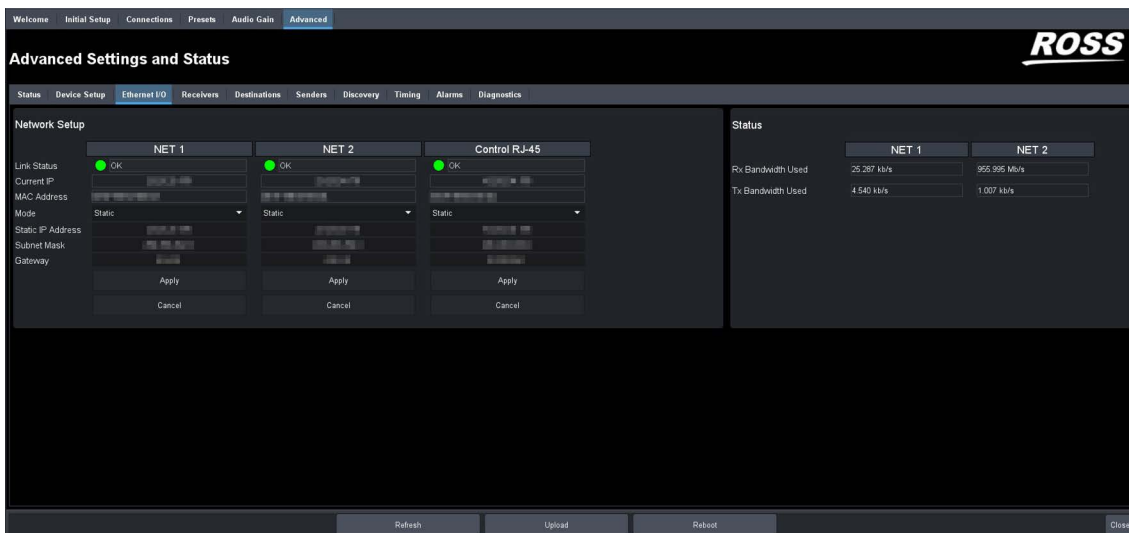 Welcome Initial Setup Connections Presets Audio Gain Advanced
Advanced Settings and Status
ROSS
Status Device Setup Ethernet I/O Receivers Destinations Senders Discovery Timing Alarms Diagnostics
Network Setup
NET 1 NET 2 Control RJ-45
Link Status OK OK OK
Current IP
MAC Address
Mode Static Static Static
Static IP Address
Subnet Mask
Gateway
Apply Apply Apply
Cancel Cancel Cancel
Status
NET 1 NET 2
Rx Bandwidth Used 25.287 kb/s 955.995 Mb/s
Tx Bandwidth Used 4.540 kb/s 1.007 kb/s
Refresh Upload Reboot Close